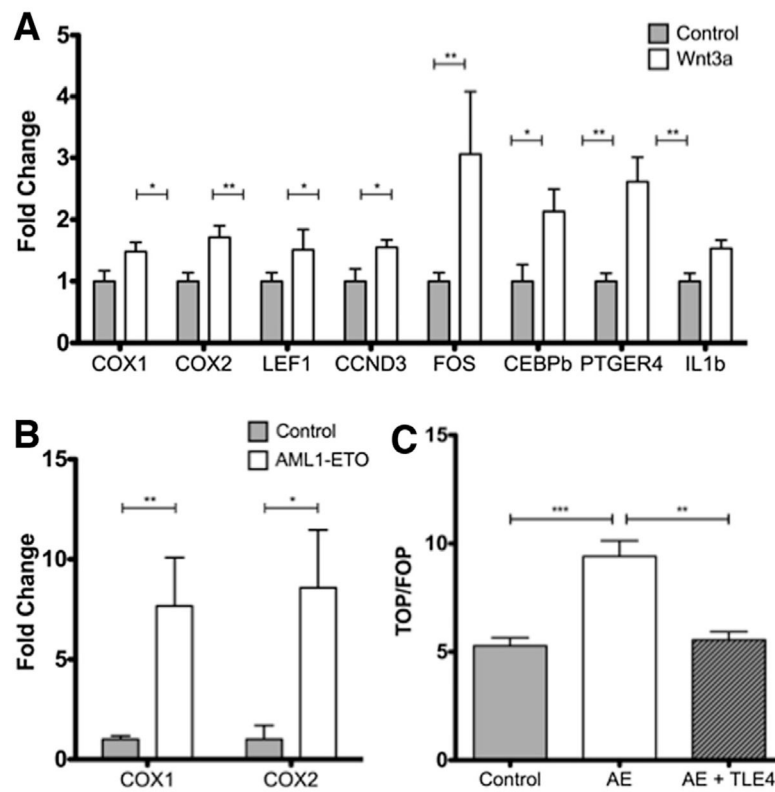 A
Control
Wnt3a
Fold Change
5
4
3
2
1
0
* ** * * ** * ** **
COX1 COX2 LEF1 CCND3 FOS CEBPb PTGER4 IL1b
B
Control
AML1-ETO
Fold Change
15
10
5
0
** *
COX1 COX2
C
TOP/FOP
15
10
5
0
*** **
Control AE AE + TLE4